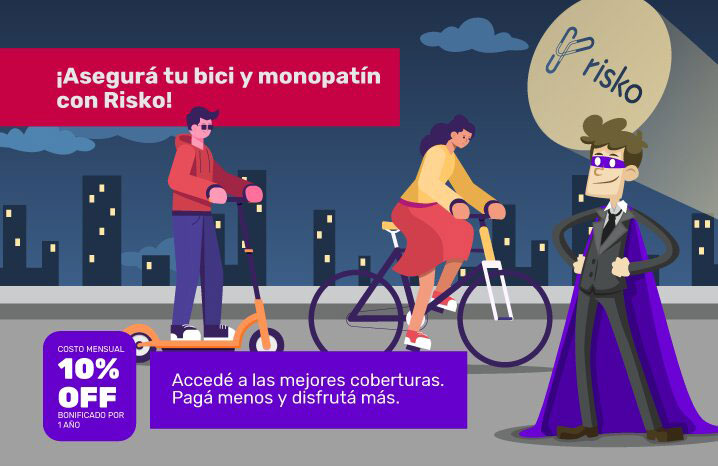 ¡Asegurá tu bici y monopatín
con Risko!
risko
COSTO MENSUAL
10%
OFF
BONIFICADO POR
1 AÑO
Accedé a las mejores coberturas.
Pagá menos y disfrutá más.